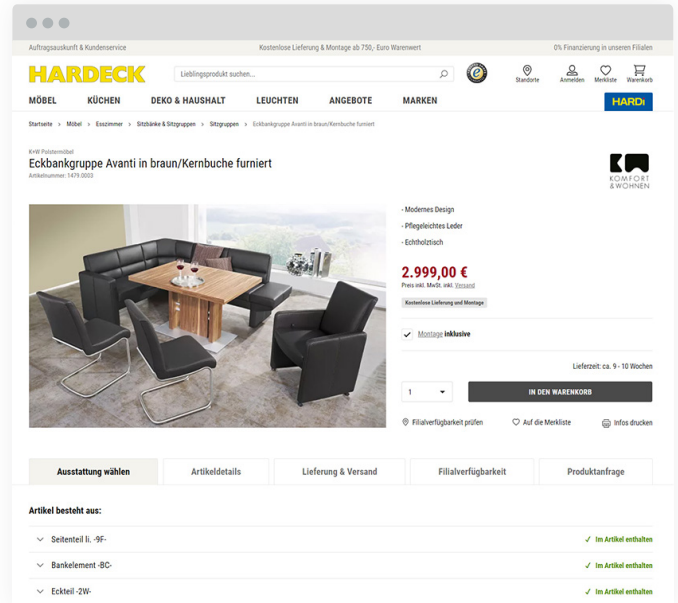 Auftragsauskunft & Kundenservice
Kostenlose Lieferung & Montage ab 750,- Euro Warenwert
0% Finanzierung in unseren Filialen
HARDECK
Lieblingsprodukt suchen...
Standorte
Anmelden
Merkliste
Warenkorb
MÖBEL
KÜCHEN
DEKO & HAUSHALT
LEUCHTEN
ANGEBOTE
MARKEN
HARDi
Startseite > Möbel > Esszimmer > Sitzbänke & Sitzgruppen > Sitzgruppen > Eckbankgruppe Avanti in braun/Kernbuche furniert
K+W Polstermöbel
Eckbankgruppe Avanti in braun/Kernbuche furniert
Artikelnummer: 1479.0003
KOMFORT
& WOHNEN
- Modernes Design
- Pflegeleichtes Leder
- Echtholztisch
2.999,00 €
Preis inkl. MwSt. inkl. Versand
Kostenlose Lieferung und Montage
Montage inklusive
Lieferzeit: ca. 9 - 10 Wochen
1
IN DEN WARENKORB
Filialverfügbarkeit prüfen
Auf die Merkliste
Infos drucken
Ausstattung wählen
Artikeldetails
Lieferung & Versand
Filialverfügbarkeit
Produktanfrage
Artikel besteht aus:
Seitenteil li. -9F-
✓ Im Artikel enthalten
Bankelement -BC-
✓ Im Artikel enthalten
Eckteil -2W-
✓ Im Artikel enthalten